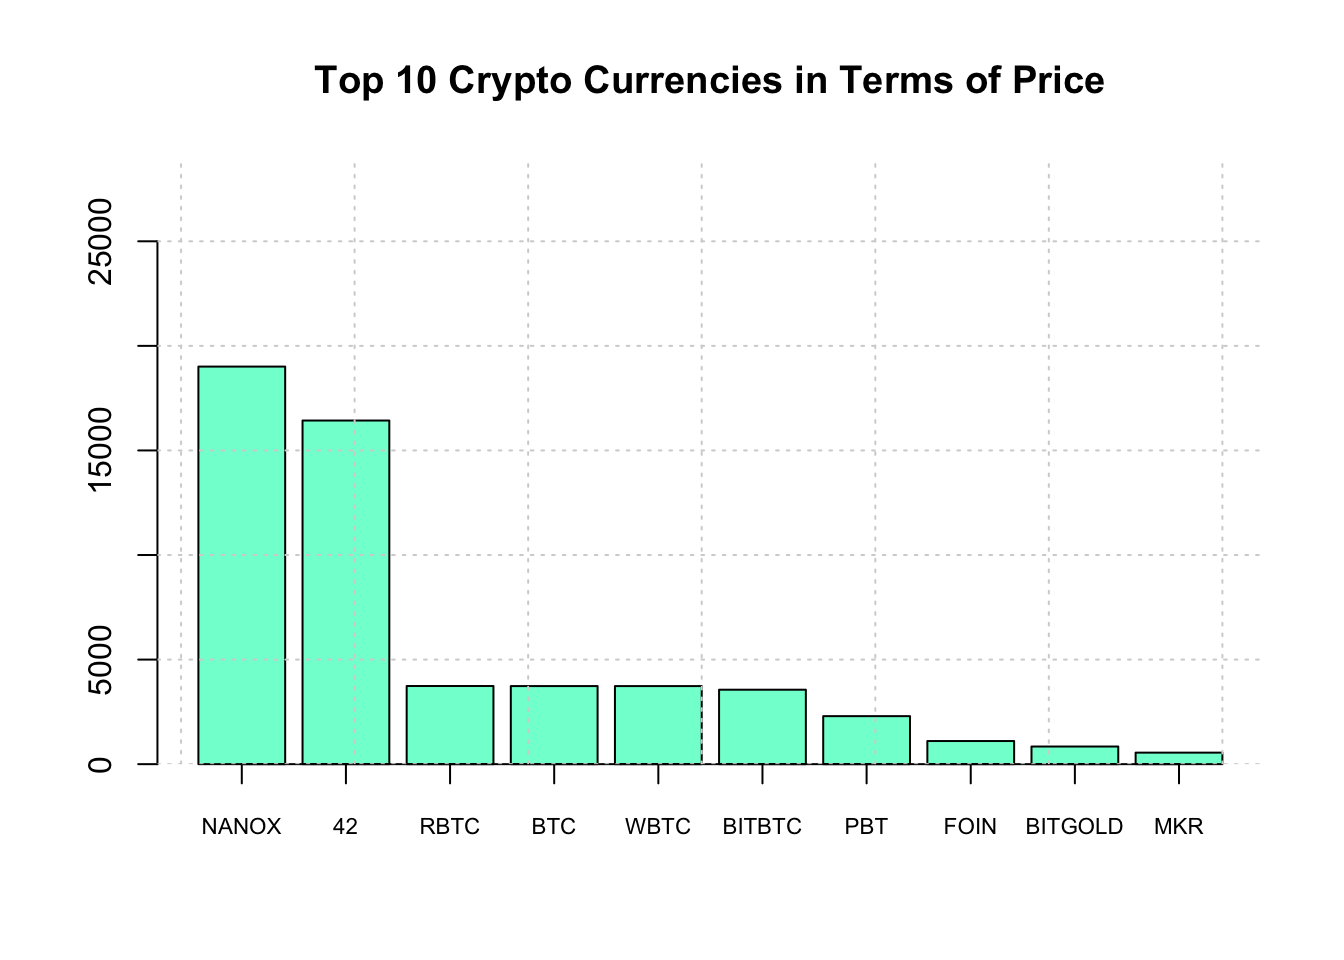 Top 10 Crypto Currencies in Terms of Price
25000
15000
5000
0
NANOX 42 RBTC BTC WBTC BITBTC PBT FOIN BITGOLD MKR